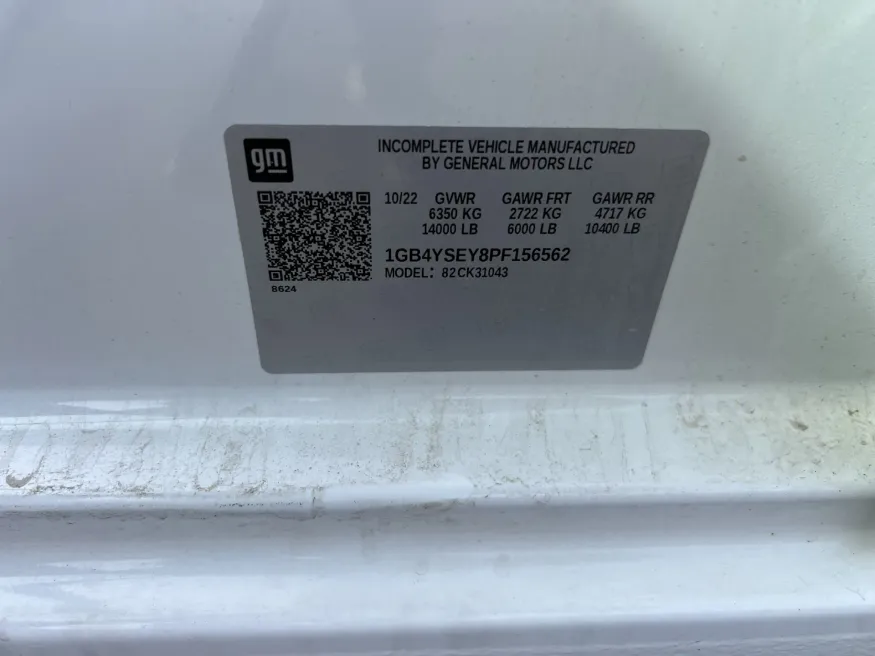 gm
INCOMPLETE VEHICLE MANUFACTURED
BY GENERAL MOTORS LLC
10/22 GVWR GAWR FRT GAWR RR
6350 KG 2722 KG 4717 KG
14000 LB 6000 LB 10400 LB
1GB4YSEY8PF156562
MODEL: 82CK31043
8624